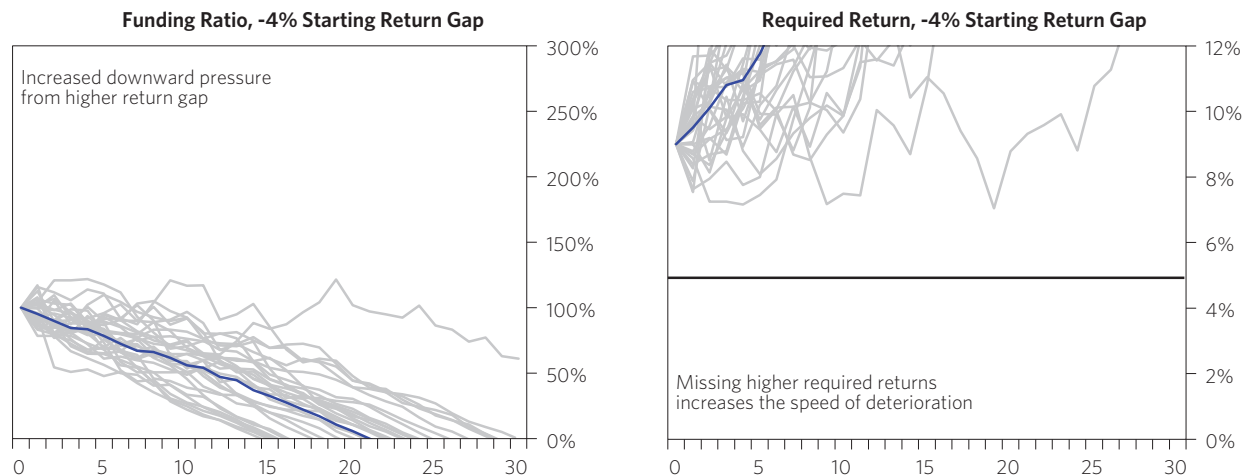 Funding Ratio, -4% Starting Return Gap
Increased downward pressure
from higher return gap
300%
250%
200%
150%
100%
50%
0%
0 5 10 15 20 25 30
Required Return, -4% Starting Return Gap
12%
10%
8%
6%
4%
2%
0%
Missing higher required returns
increases the speed of deterioration
0 5 10 15 20 25 30